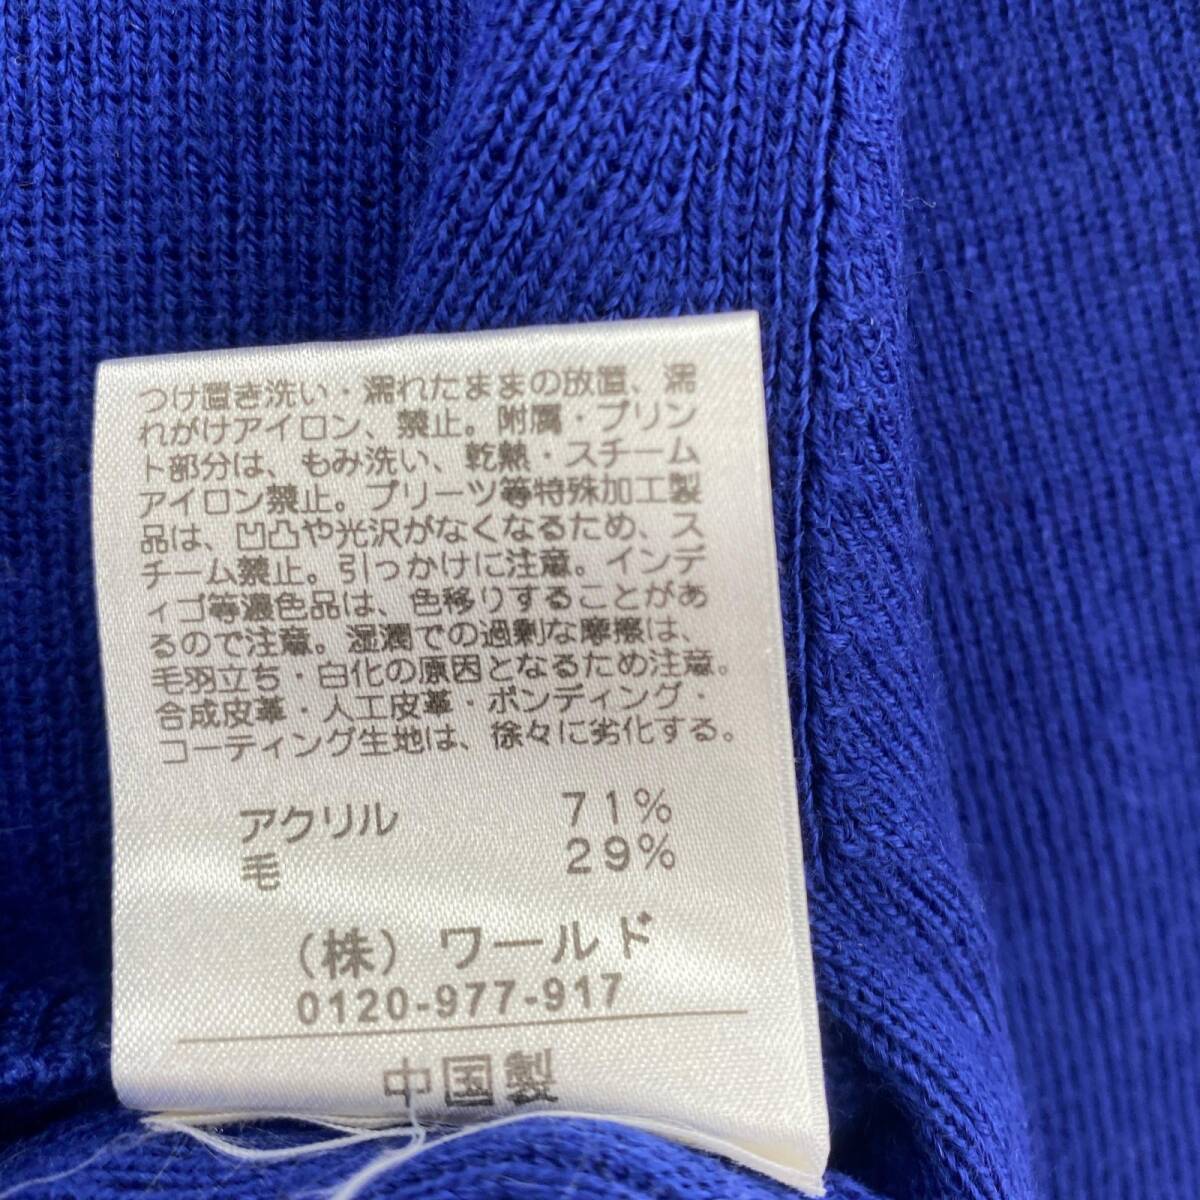 つけ置き洗い・濡れたままの放置、濡
れがけアイロン、禁止。附属・プリン
ト部分は、もみ洗い、乾熱・スチーム
アイロン禁止。プリーツ等特殊加工製
品は、凹凸や光沢がなくなるため、ス
チーム禁止。引っかけに注意。インデ
ィゴ等濃色品は、色移りすることがあ
るので注意。湿潤での過剰な摩擦は、
毛羽立ち・白化の原因となるため注意。
合成皮革・人工皮革・ボンディング・
コーティング生地は、徐々に劣化する。
アクリル 71%
毛 29%
(株) ワールド
0120-977-917
中国製